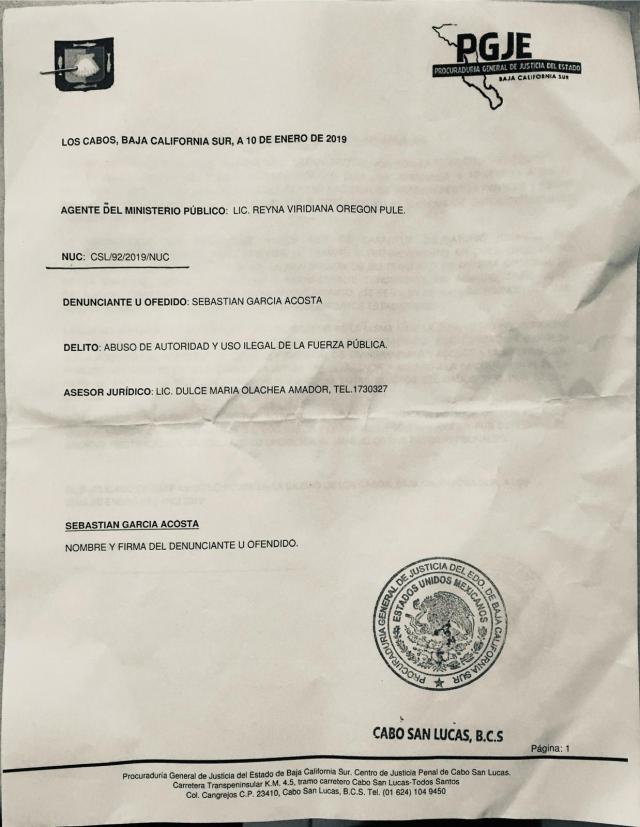 PGJE
PROCURADURÍA GENERAL DE JUSTICIA DEL ESTADO
BAJA CALIFORNIA SUR
LOS CABOS, BAJA CALIFORNIA SUR, A 10 DE ENERO DE 2019
AGENTE DEL MINISTERIO PÚBLICO: LIC. REYNA VIRIDIANA OREGON PULE.
NUC: CSL/92/2019/NUC
DENUNCIANTE U OFEDIDO: SEBASTIAN GARCIA ACOSTA
DELITO: ABUSO DE AUTORIDAD Y USO ILEGAL DE LA FUERZA PÚBLICA.
ASESOR JURÍDICO: LIC. DULCE MARIA OLACHEA AMADOR, TEL.1730327
SEBASTIAN GARCIA ACOSTA
NOMBRE Y FIRMA DEL DENUNCIANTE U OFENDIDO.
PROCURADURÍA GENERAL DE JUSTICIA DEL EDO. DE BAJA CALIFORNIA SUR
ESTADOS UNIDOS MEXICANOS
CABO SAN LUCAS, B.C.S
Página: 1
Procuraduría General de Justicia del Estado de Baja California Sur. Centro de Justicia Penal de Cabo San Lucas.
Carretera Transpeninsular K.M. 4.5, tramo carretero Cabo San Lucas-Todos Santos
Col. Cangrejos C.P. 23410, Cabo San Lucas, B.C.S. Tel. (01 624) 104 9450